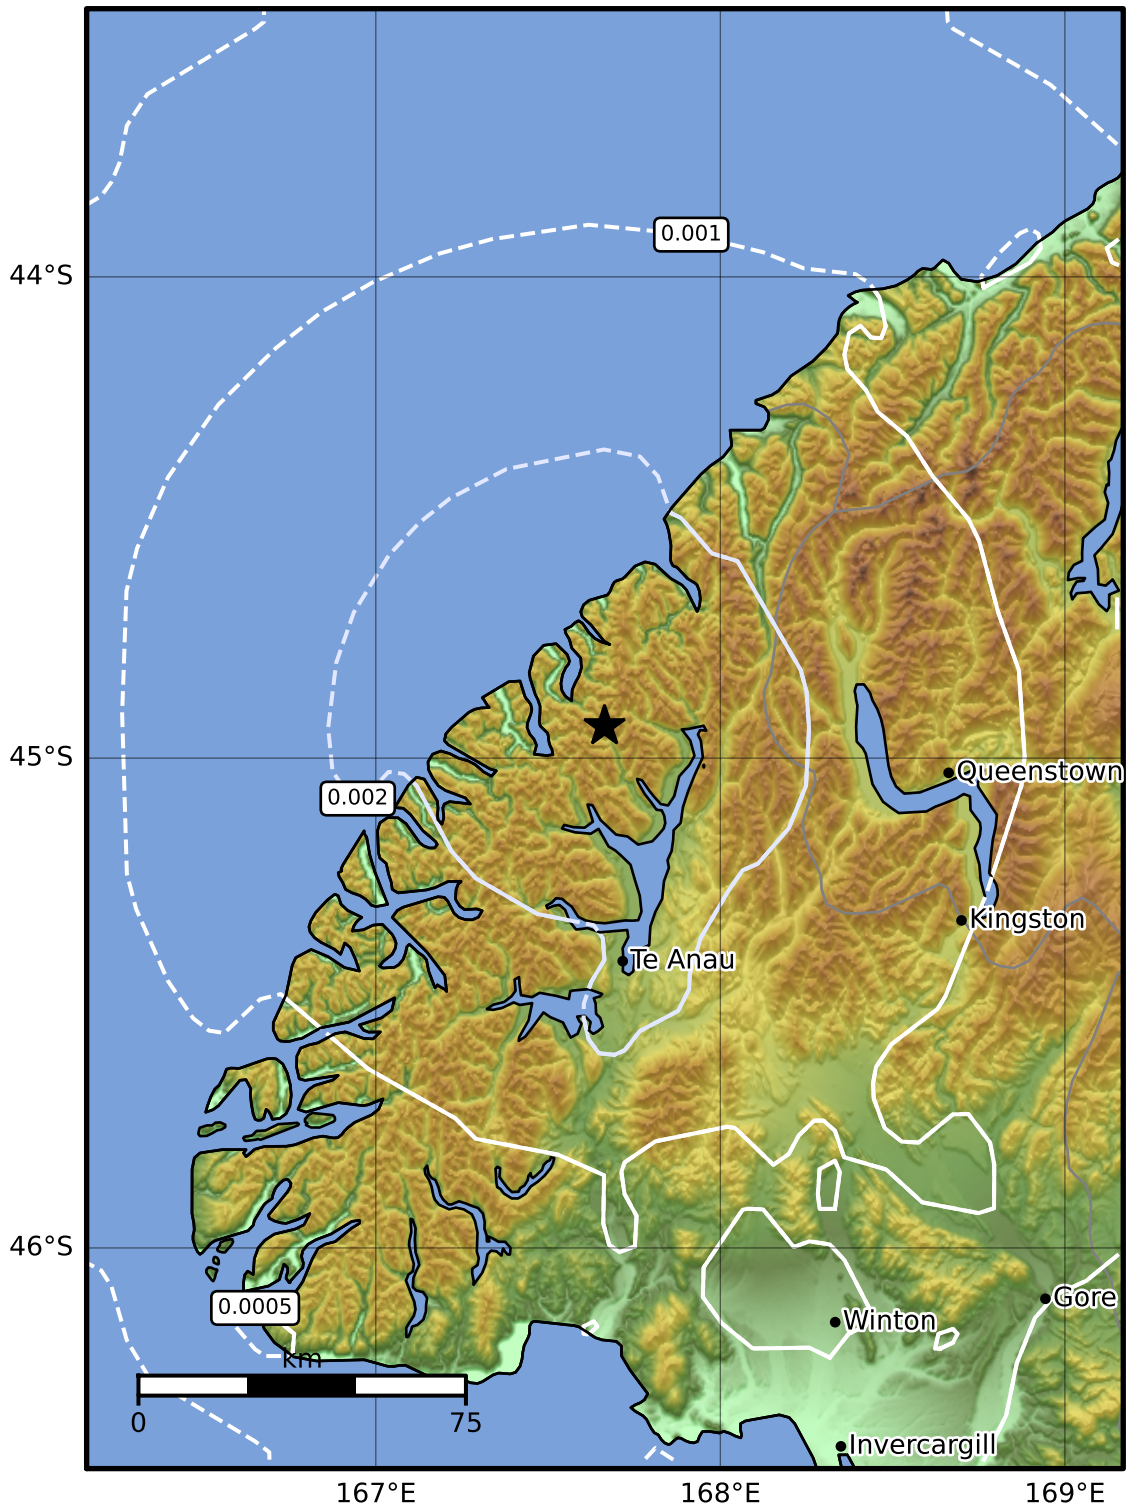 0.001
44°S
45°S
Queenstown
0.002
Kingston
Te Anau
46°S
0.0005
Gore
Winton
km
0
75
Invercargill
167°E
168°E
169°E